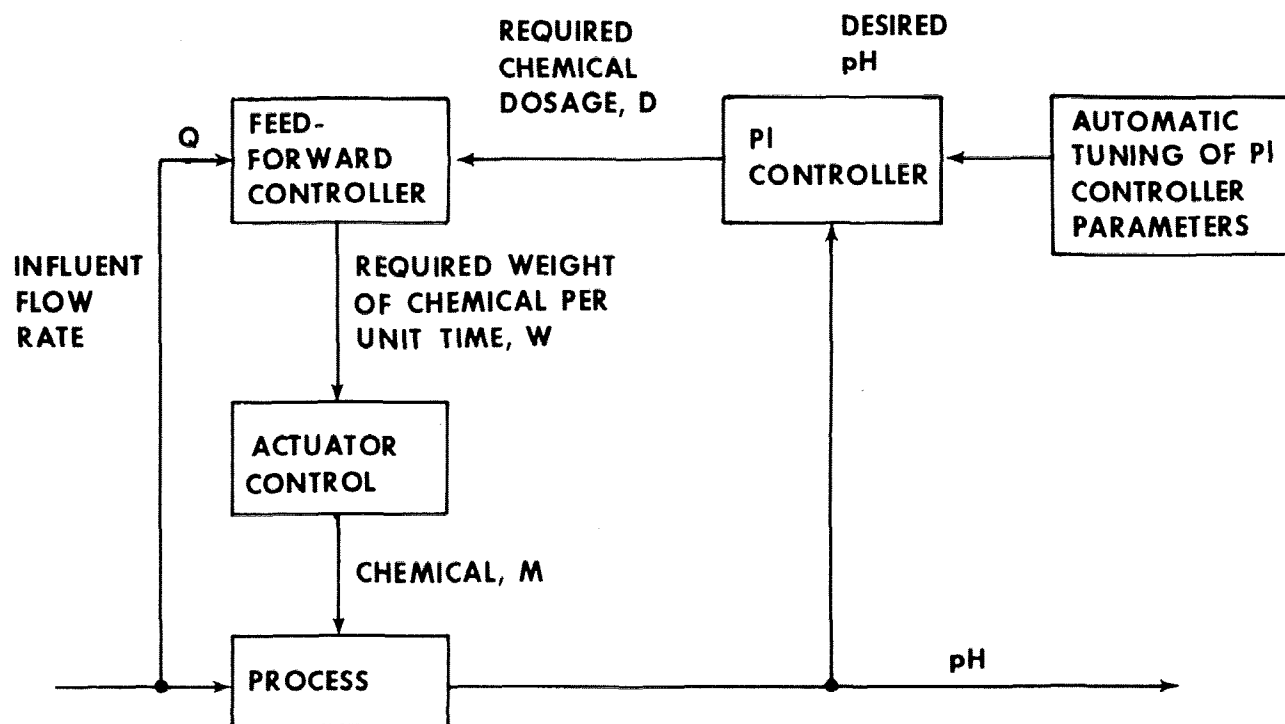 REQUIRED
CHEMICAL
DOSAGE, D
DESIRED
pH
Q
FEED-
FORWARD
CONTROLLER
PI
CONTROLLER
AUTOMATIC
TUNING OF PI
CONTROLLER
PARAMETERS
INFLUENT
FLOW
RATE
REQUIRED WEIGHT
OF CHEMICAL PER
UNIT TIME, W
ACTUATOR
CONTROL
CHEMICAL, M
PROCESS
pH